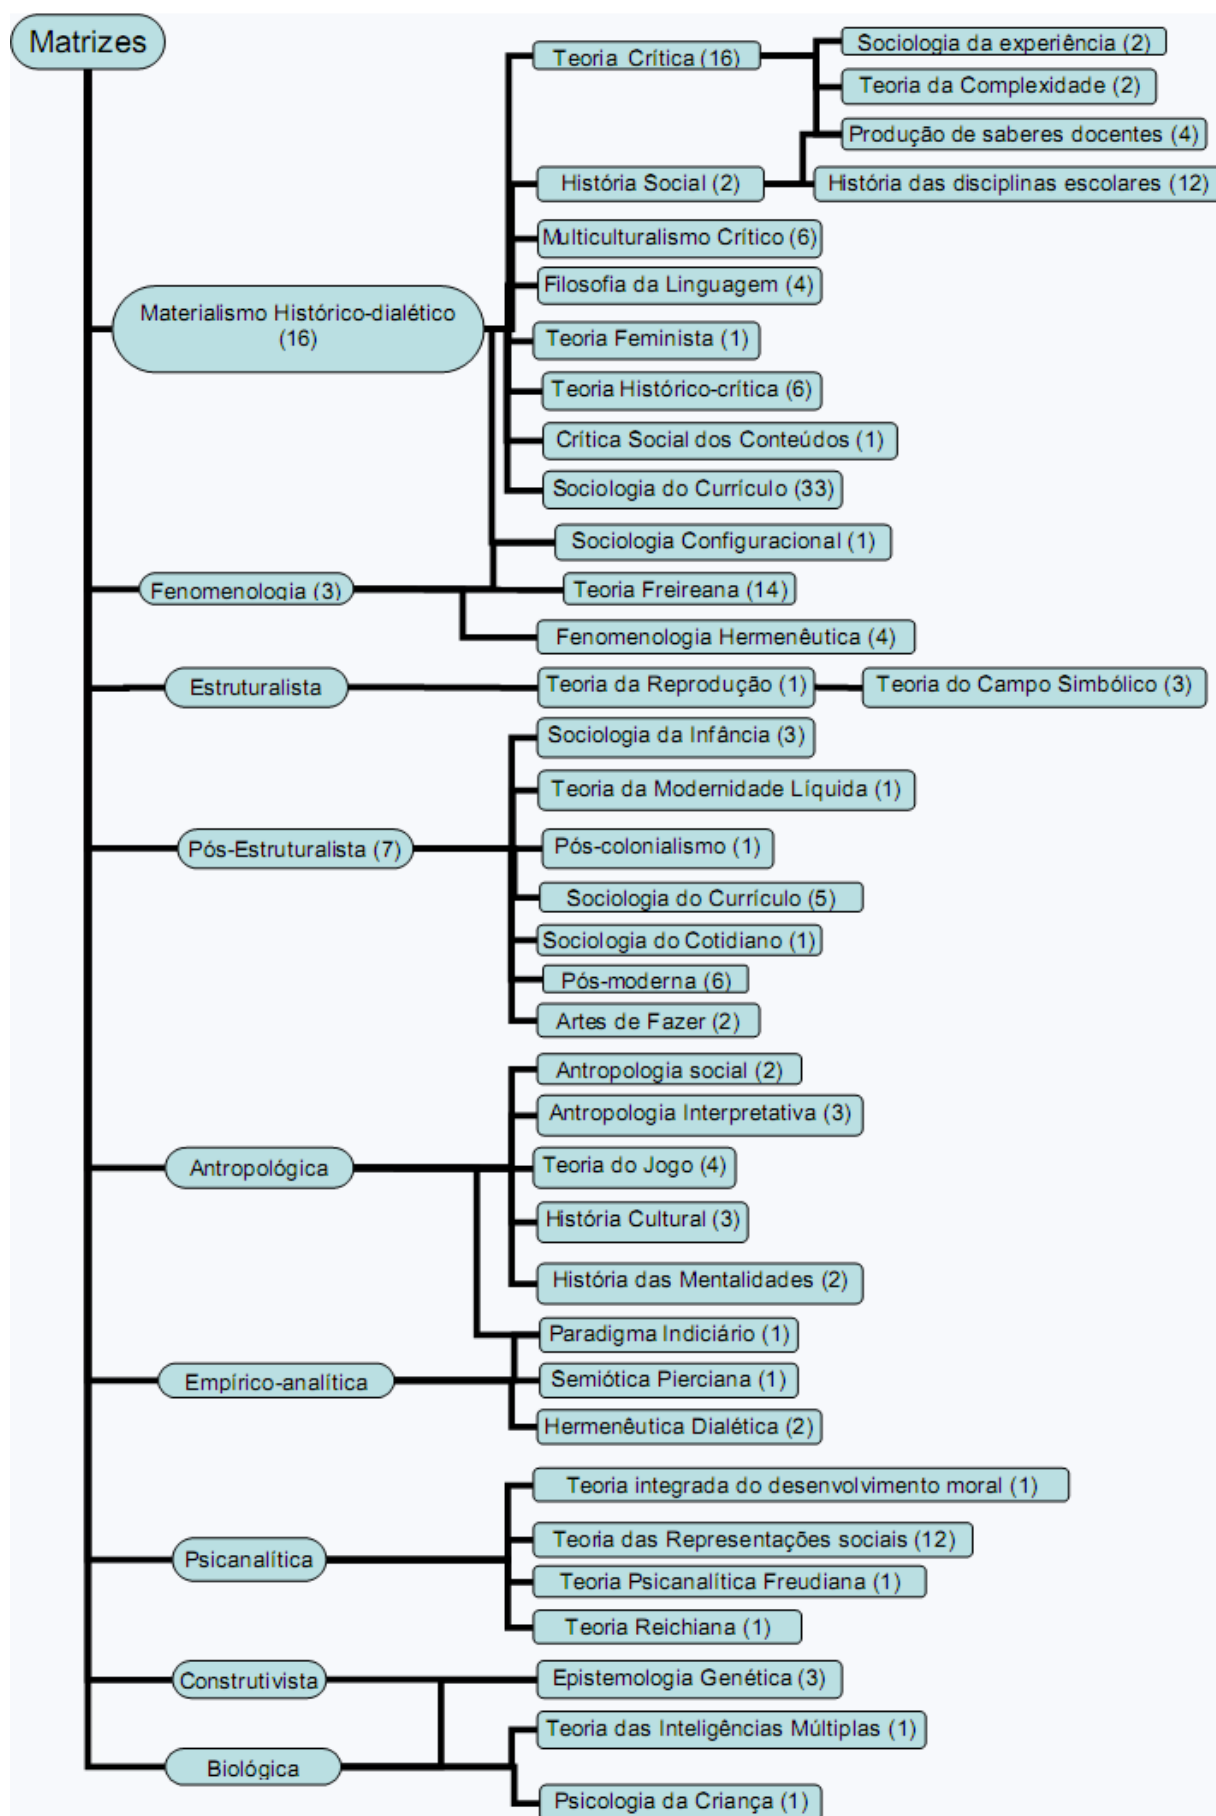 Matrizes
Teoria Crítica (16)
Sociologia da experiência (2)
Teoria da Complexidade (2)
Produção de saberes docentes (4)
História Social (2)
História das disciplinas escolares (12)
Multiculturalismo Crítico (6)
Filosofia da Linguagem (4)
Materialismo Histórico-dialético
(16)
Teoria Feminista (1)
Teoria Histórico-crítica (6)
Crítica Social dos Conteúdos (1)
Sociologia do Currículo (33)
Sociologia Configuracional (1)
Fenomenologia (3)
Teoria Freireana (14)
Fenomenologia Hermenêutica (4)
Estruturalista
Teoria da Reprodução (1)
Teoria do Campo Simbólico (3)
Sociologia da Infância (3)
Teoria da Modernidade Líquida (1)
Pós-Estruturalista (7)
Pós-colonialismo (1)
Sociologia do Currículo (5)
Sociologia do Cotidiano (1)
Pós-moderna (6)
Artes de Fazer (2)
Antropologia social (2)
Antropologia Interpretativa (3)
Antropológica
Teoria do Jogo (4)
História Cultural (3)
História das Mentalidades (2)
Paradigma Indiciário (1)
Empírico-analítica
Semiótica Pierciana (1)
Hermenêutica Dialética (2)
Teoria integrada do desenvolvimento moral (1)
Teoria das Representações sociais (12)
Psicanalítica
Teoria Psicanalítica Freudiana (1)
Teoria Reichiana (1)
Construtivista
Epistemologia Genética (3)
Teoria das Inteligências Múltiplas (1)
Biológica
Psicologia da Criança (1)